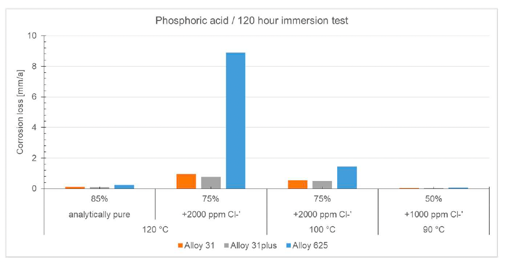 Phosphoric acid / 120 hour immersion test
Corrosion loss [mm/a]
10
8
6
4
2
0
85% 75% 75% 50%
analytically pure +2000 ppm Cl-' +2000 ppm Cl-' +1000 ppm Cl-'
120 °C 100 °C 90 °C
Alloy 31 Alloy 31plus Alloy 625